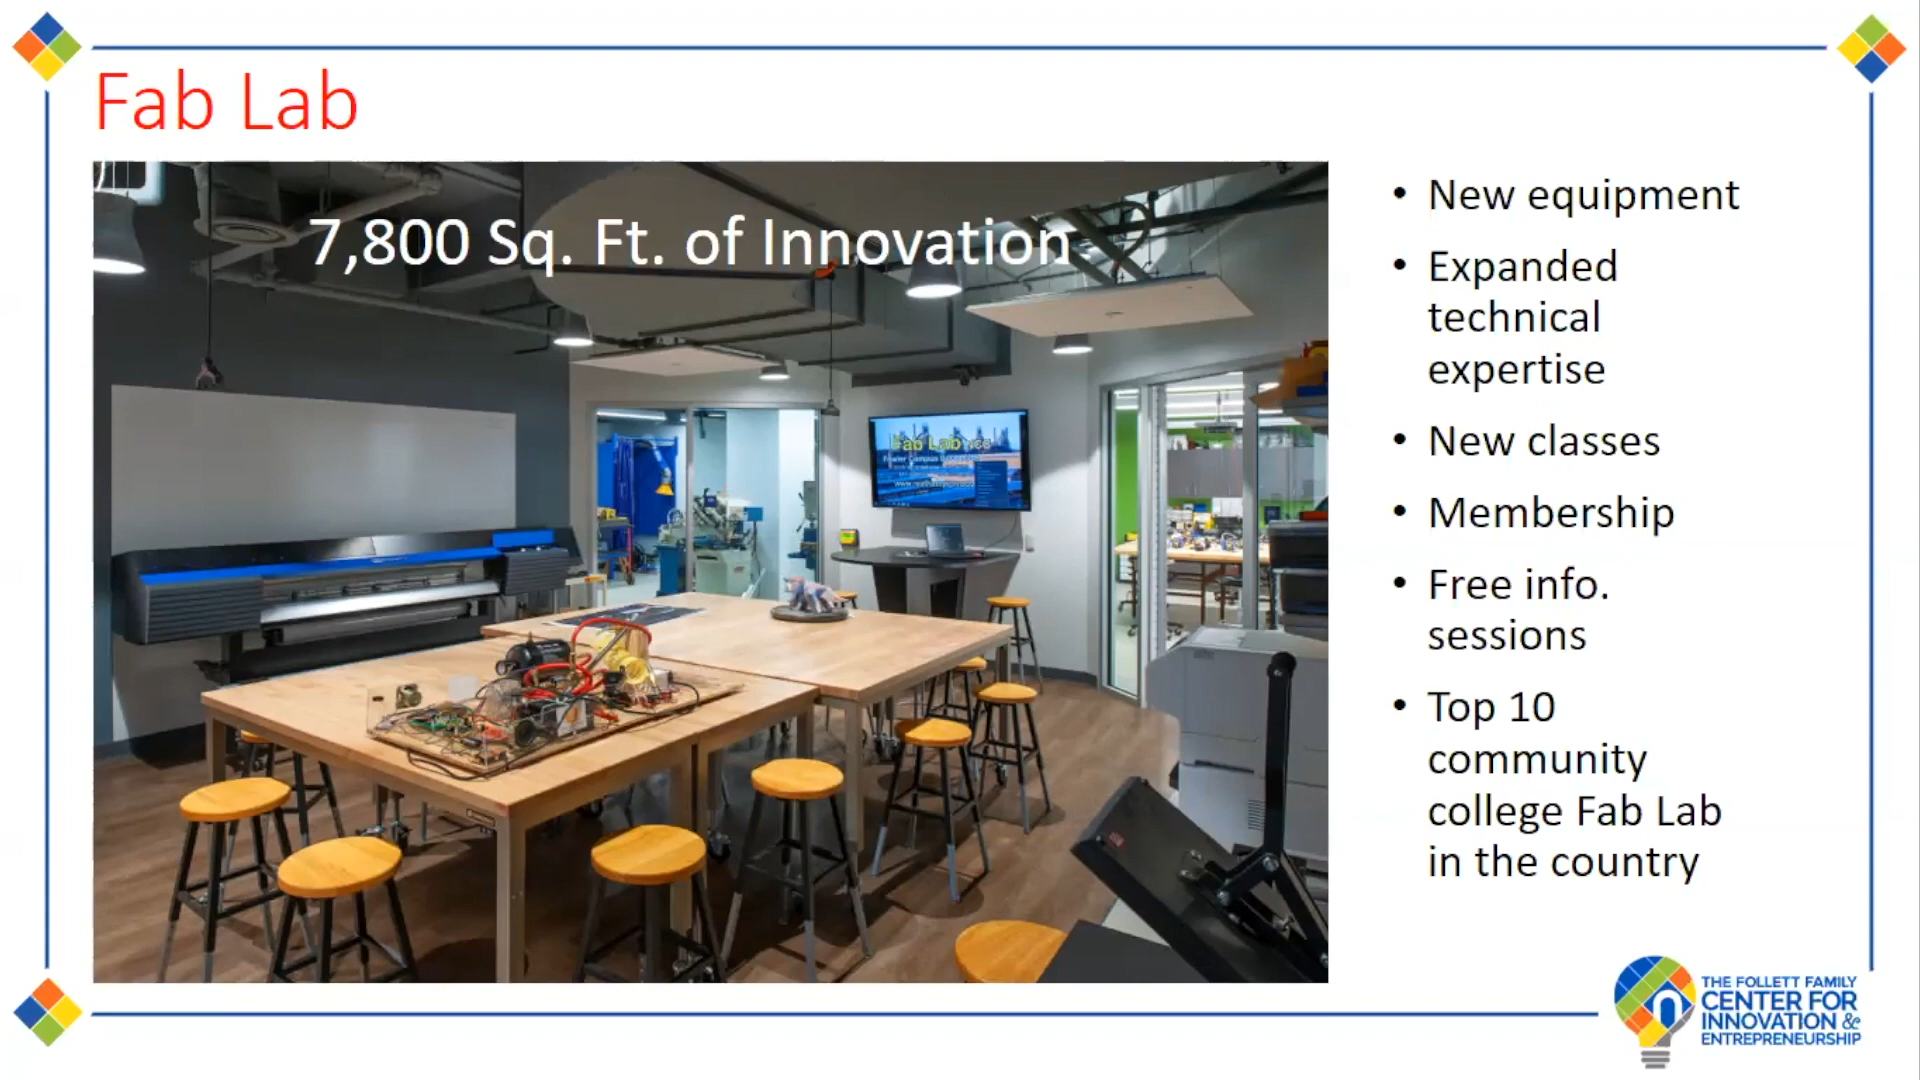 Fab Lab
7,800 Sq. Ft. of Innovation
Fab Lab
• New equipment
• Expanded
technical
expertise
• New classes
• Membership
• Free info.
sessions
• Top 10
community
college Fab Lab
in the country
THE FOLLETT FAMILY
CENTER FOR
INNOVATION &
ENTREPRENEURSHIP